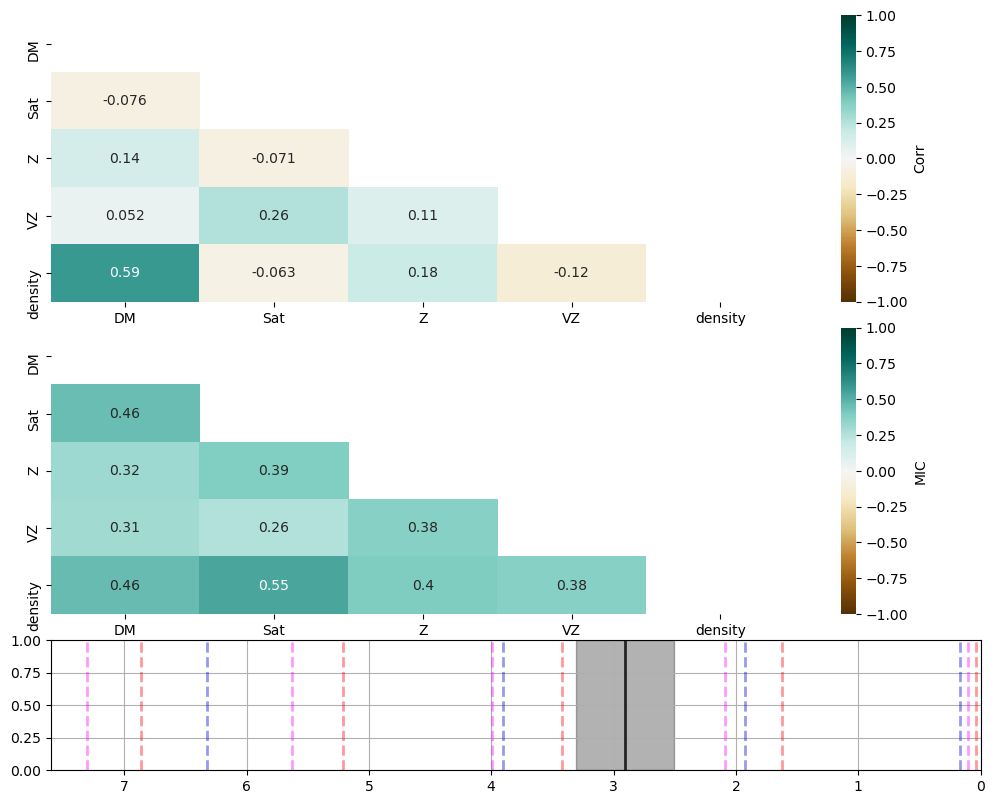 DM
Sat
Z
VZ
density
-0.076
0.14
-0.071
0.052
0.26
0.11
0.59
-0.063
0.18
-0.12
DM
Sat
Z
VZ
density
1.00
0.75
0.50
0.25
0.00
−0.25
−0.50
−0.75
−1.00
Corr
DM
Sat
Z
VZ
density
0.46
0.32
0.39
0.31
0.26
0.38
0.46
0.55
0.4
0.38
DM
Sat
Z
VZ
density
1.00
0.75
0.50
0.25
0.00
−0.25
−0.50
−0.75
−1.00
MIC
1.00
0.75
0.50
0.25
0.00
7
6
5
4
3
2
1
0